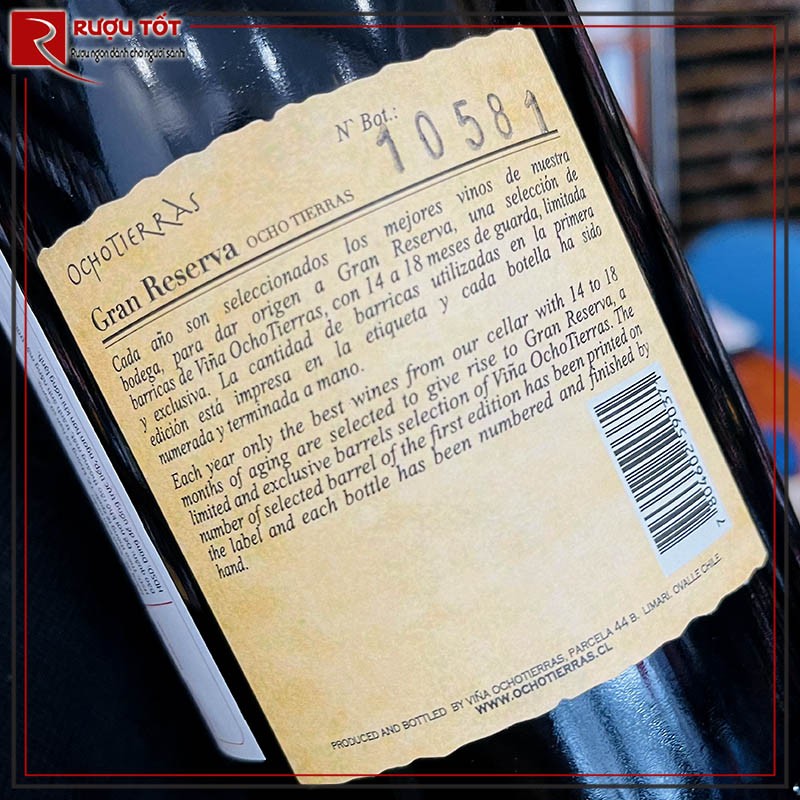 RƯỢU TỐT
Rượu ngon dành cho người sành
N° Bot.: 10581
OCHOTIERRAS
Gran Reserva OCHO TIERRAS
Cada año son seleccionados los mejores vinos de nuestra
bodega, para dar origen a Gran Reserva, una selección de
barricas de Viña OchoTierras, con 14 a 18 meses de guarda, limitada
y exclusiva. La cantidad de barricas utilizadas en la primera
edición está impresa en la etiqueta y cada botella ha sido
numerada y terminada a mano.
Each year only the best wines from our cellar with 14 to 18
months of aging are selected to give rise to Gran Reserva, a
limited and exclusive barrels selection of Viña OchoTierras. The
number of selected barrel of the first edition has been printed on
the label and each bottle has been numbered and finished by
hand.
PRODUCED AND BOTTLED BY VIÑA OCHOTIERRAS, PARCELA 44 B. LIMARI. OVALLE CHILE.
WWW.OCHOTIERRAS.CL